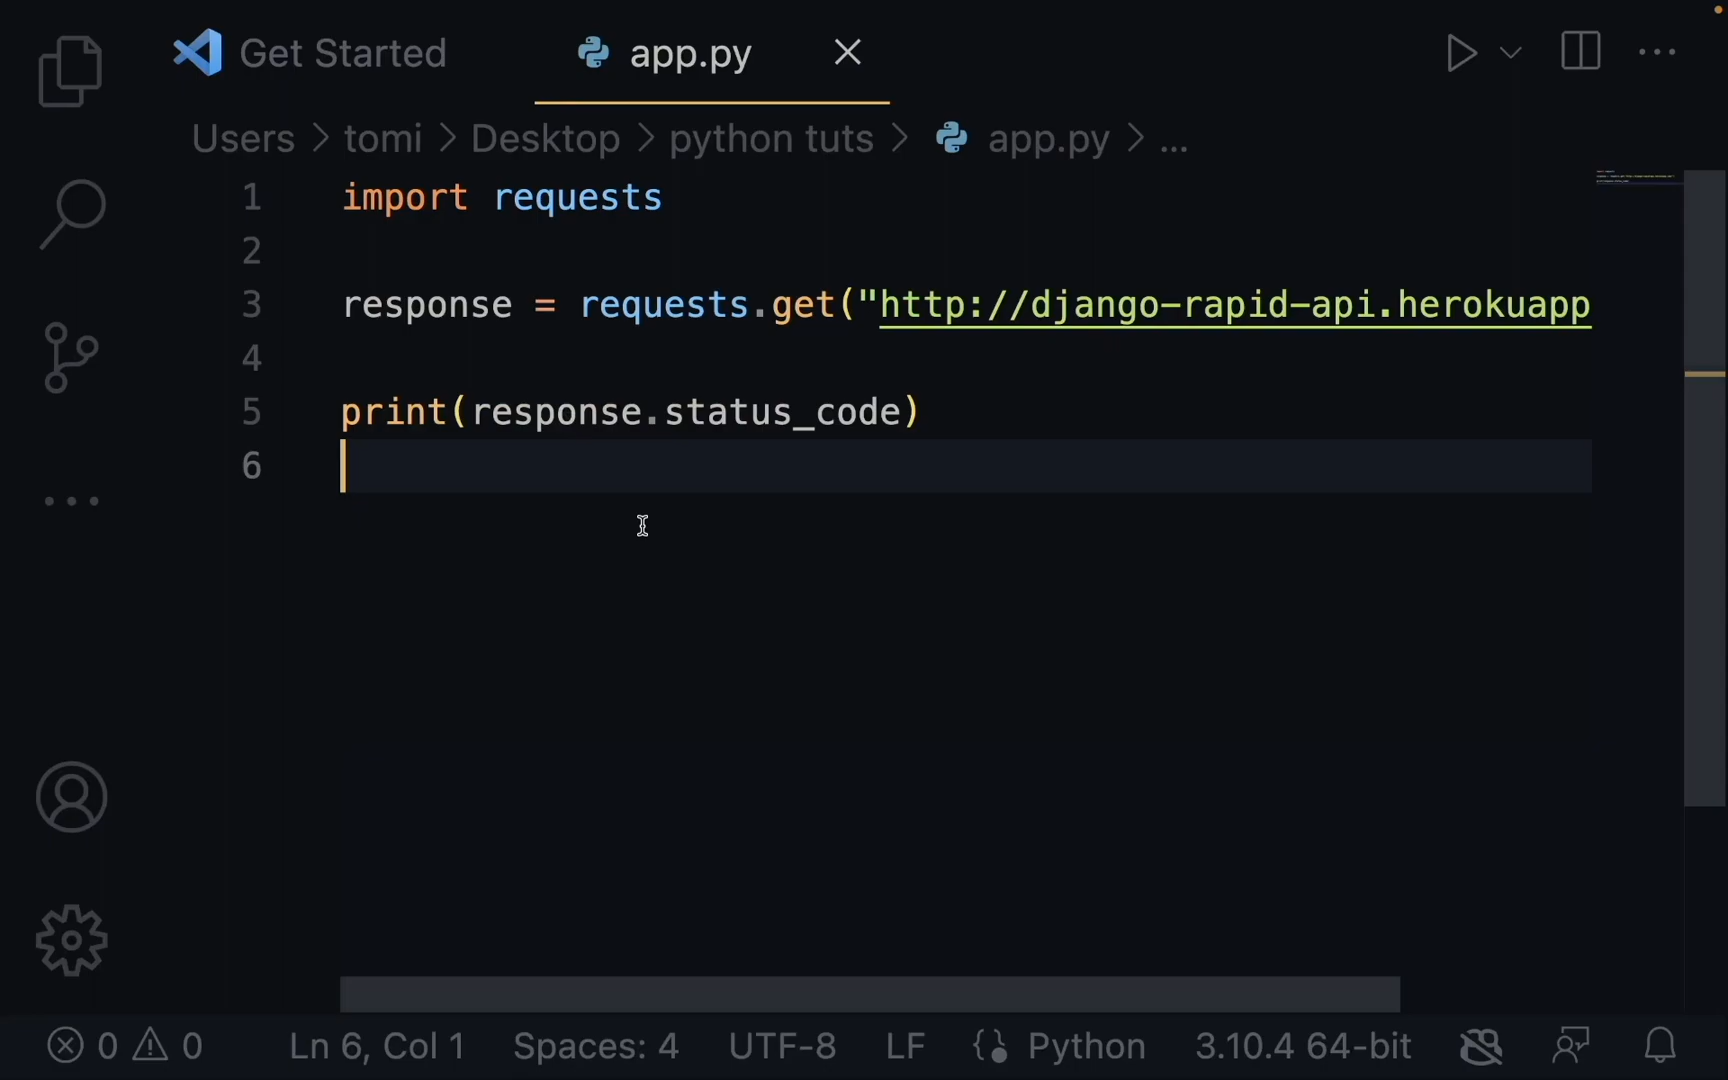 Get Started app.py
Users > tomi > Desktop > python tuts > app.py > ...
1 import requests
2
3 response = requests.get("http://django-rapid-api.herokuapp
4
5 print(response.status_code)
6
0 0 Ln 6, Col 1 Spaces: 4 UTF-8 LF Python 3.10.4 64-bit